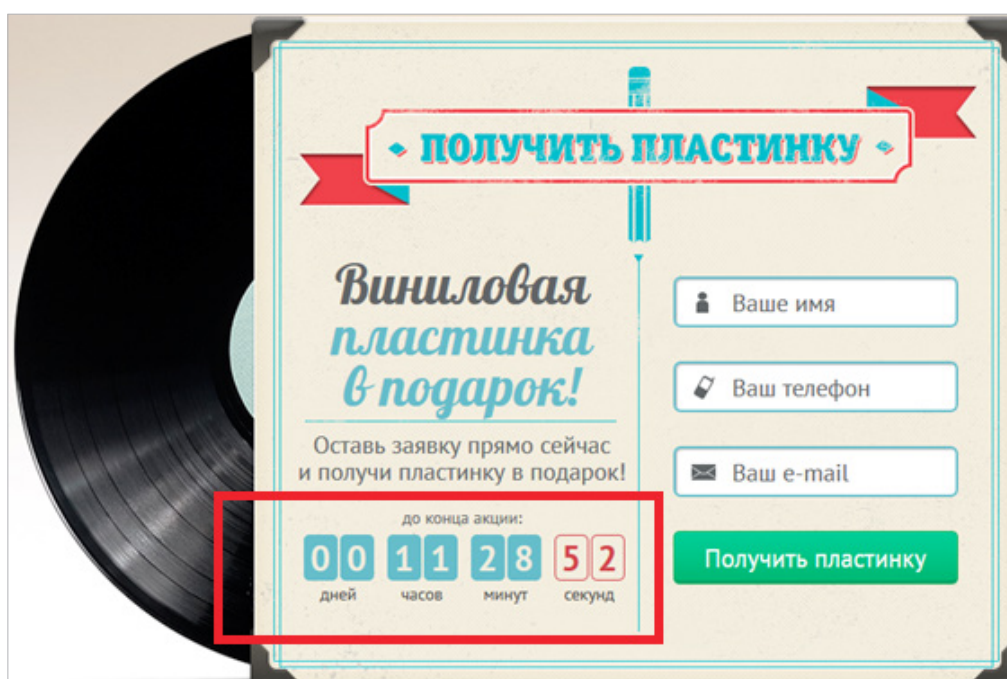 ПОЛУЧИТЬ ПЛАСТИНКУ
Виниловая
пластинка
в подарок!
Оставь заявку прямо сейчас
и получи пластинку в подарок!
до конца акции:
00 11 28 52
дней часов минут секунд
Ваше имя
Ваш телефон
Ваш e-mail
Получить пластинку